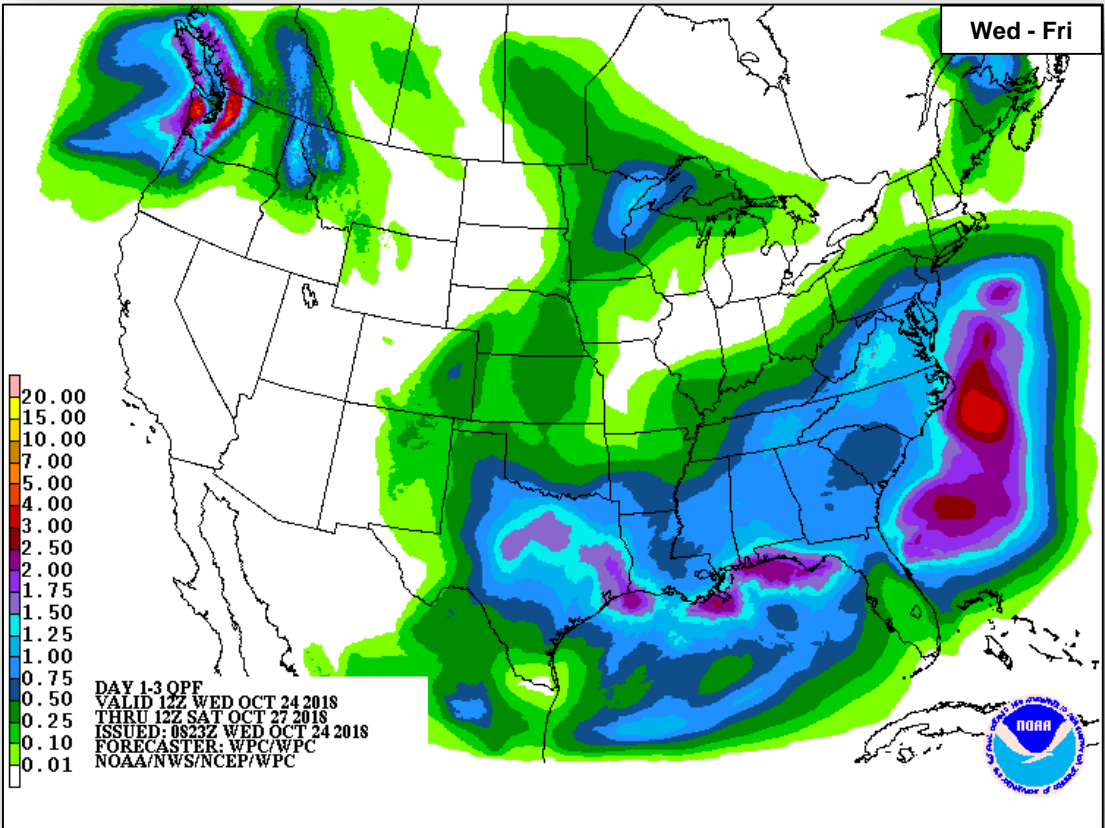 Wed - Fri
20.00
15.00
10.00
7.00
5.00
4.00
3.00
2.50
2.00
1.75
1.50
1.25
1.00
0.75
0.50
0.25
0.10
0.01
DAY 1-3 QPF
VALID 12Z WED OCT 24 2018
THRU 12Z SAT OCT 27 2018
ISSUED: 0823Z WED OCT 24 2018
FORECASTER: WPC/WPC
NOAA/NWS/NCEP/WPC
NOAA